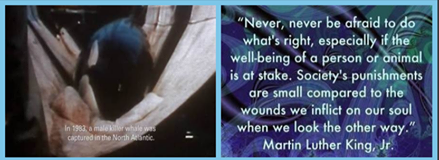 In 1983, a male killer whale was
captured in the North Atlantic.
“Never, never be afraid to do
what's right, especially if the
well-being of a person or animal
is at stake. Society's punishments
are small compared to the
wounds we inflict on our soul
when we look the other way.”
Martin Luther King, Jr.